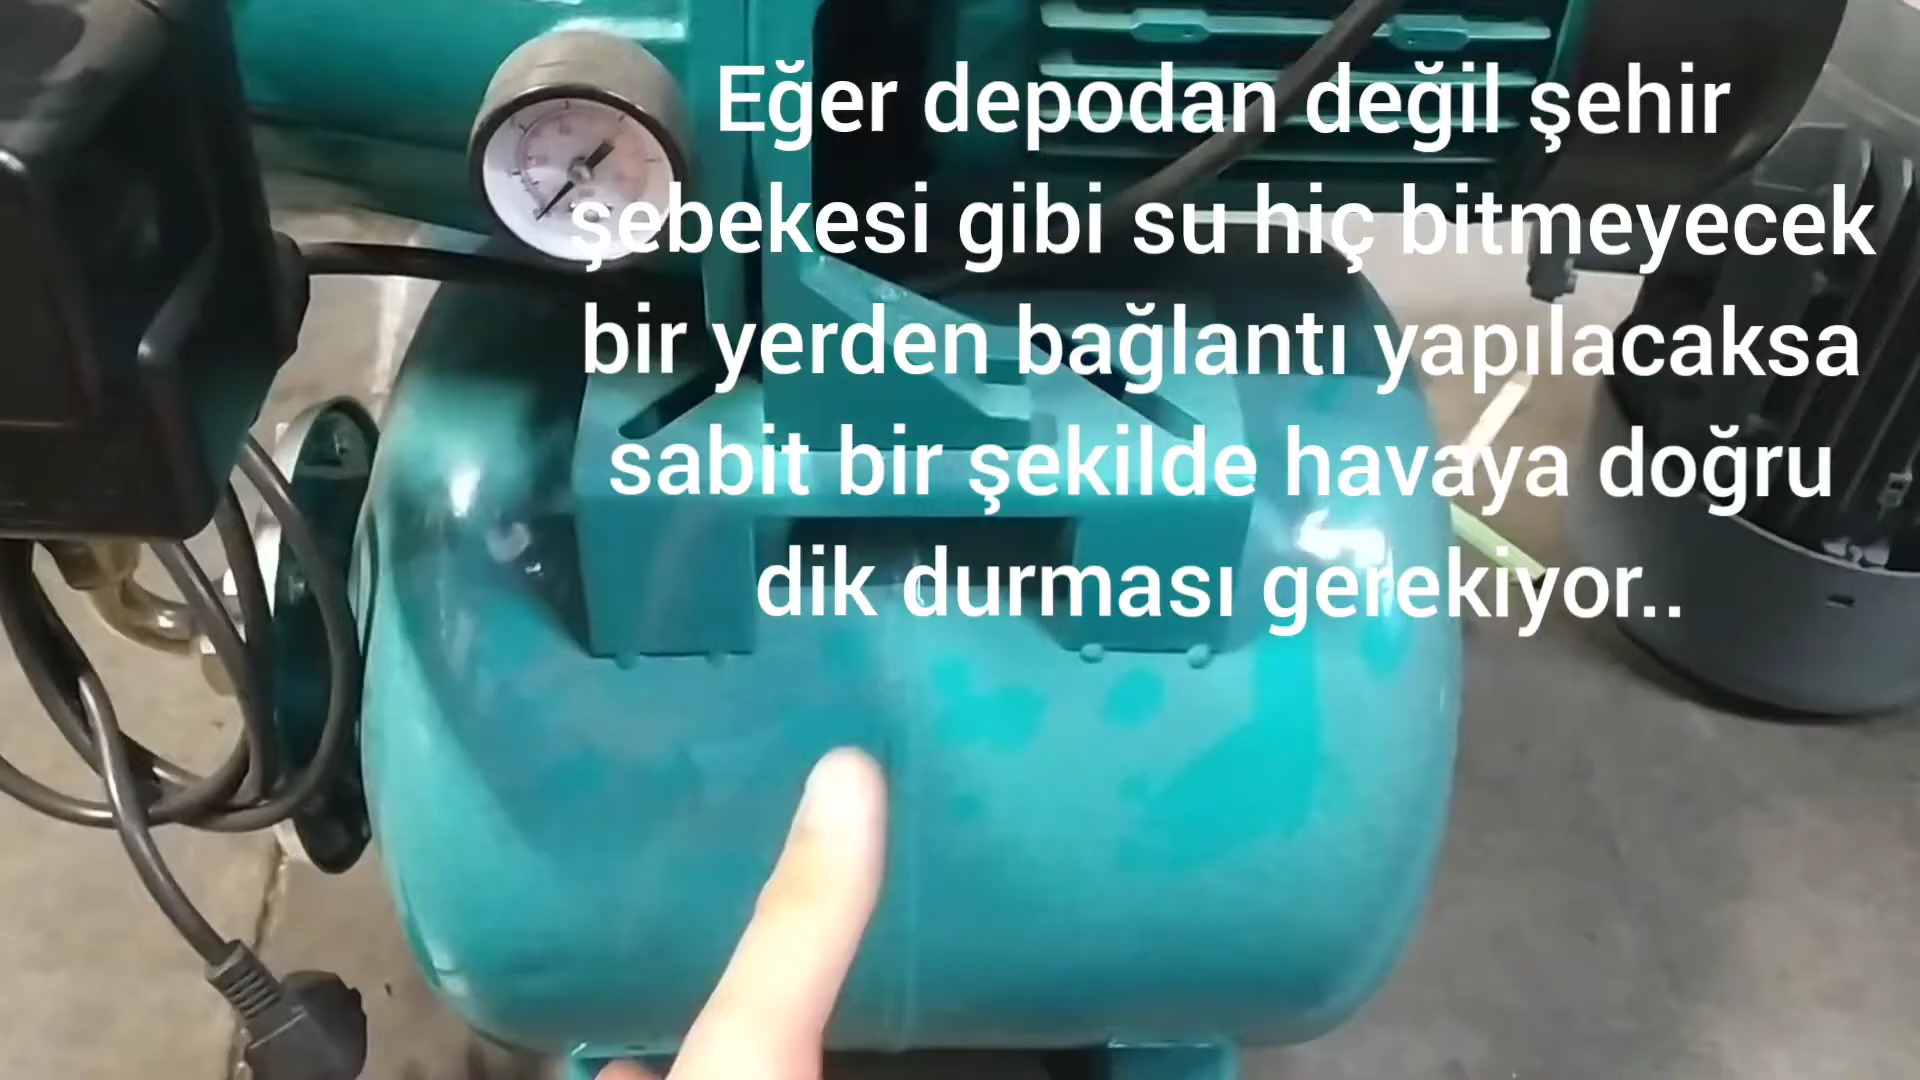 Eğer depodan değil şehir
şebekesi gibi su hiç bitmeyecek
bir yerden bağlantı yapılacaksa
sabit bir şekilde havaya doğru
dik durması gerekiyor..